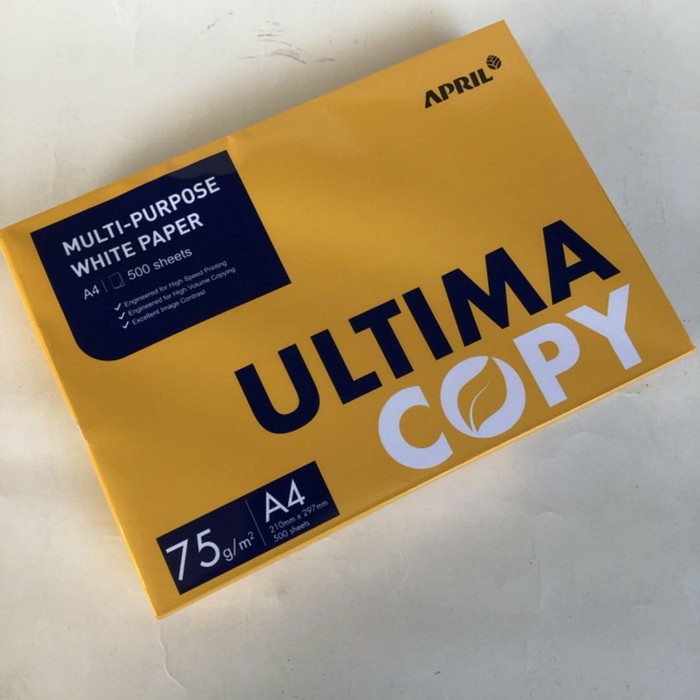 APRIL
MULTI-PURPOSE
WHITE PAPER
A4 500 sheets
Engineered for High Speed Printing
Engineered for High Volume Copying
Excellent Image Contrast
ULTIMA
COPY
75g/m²
A4
210mm x 297mm
500 sheets